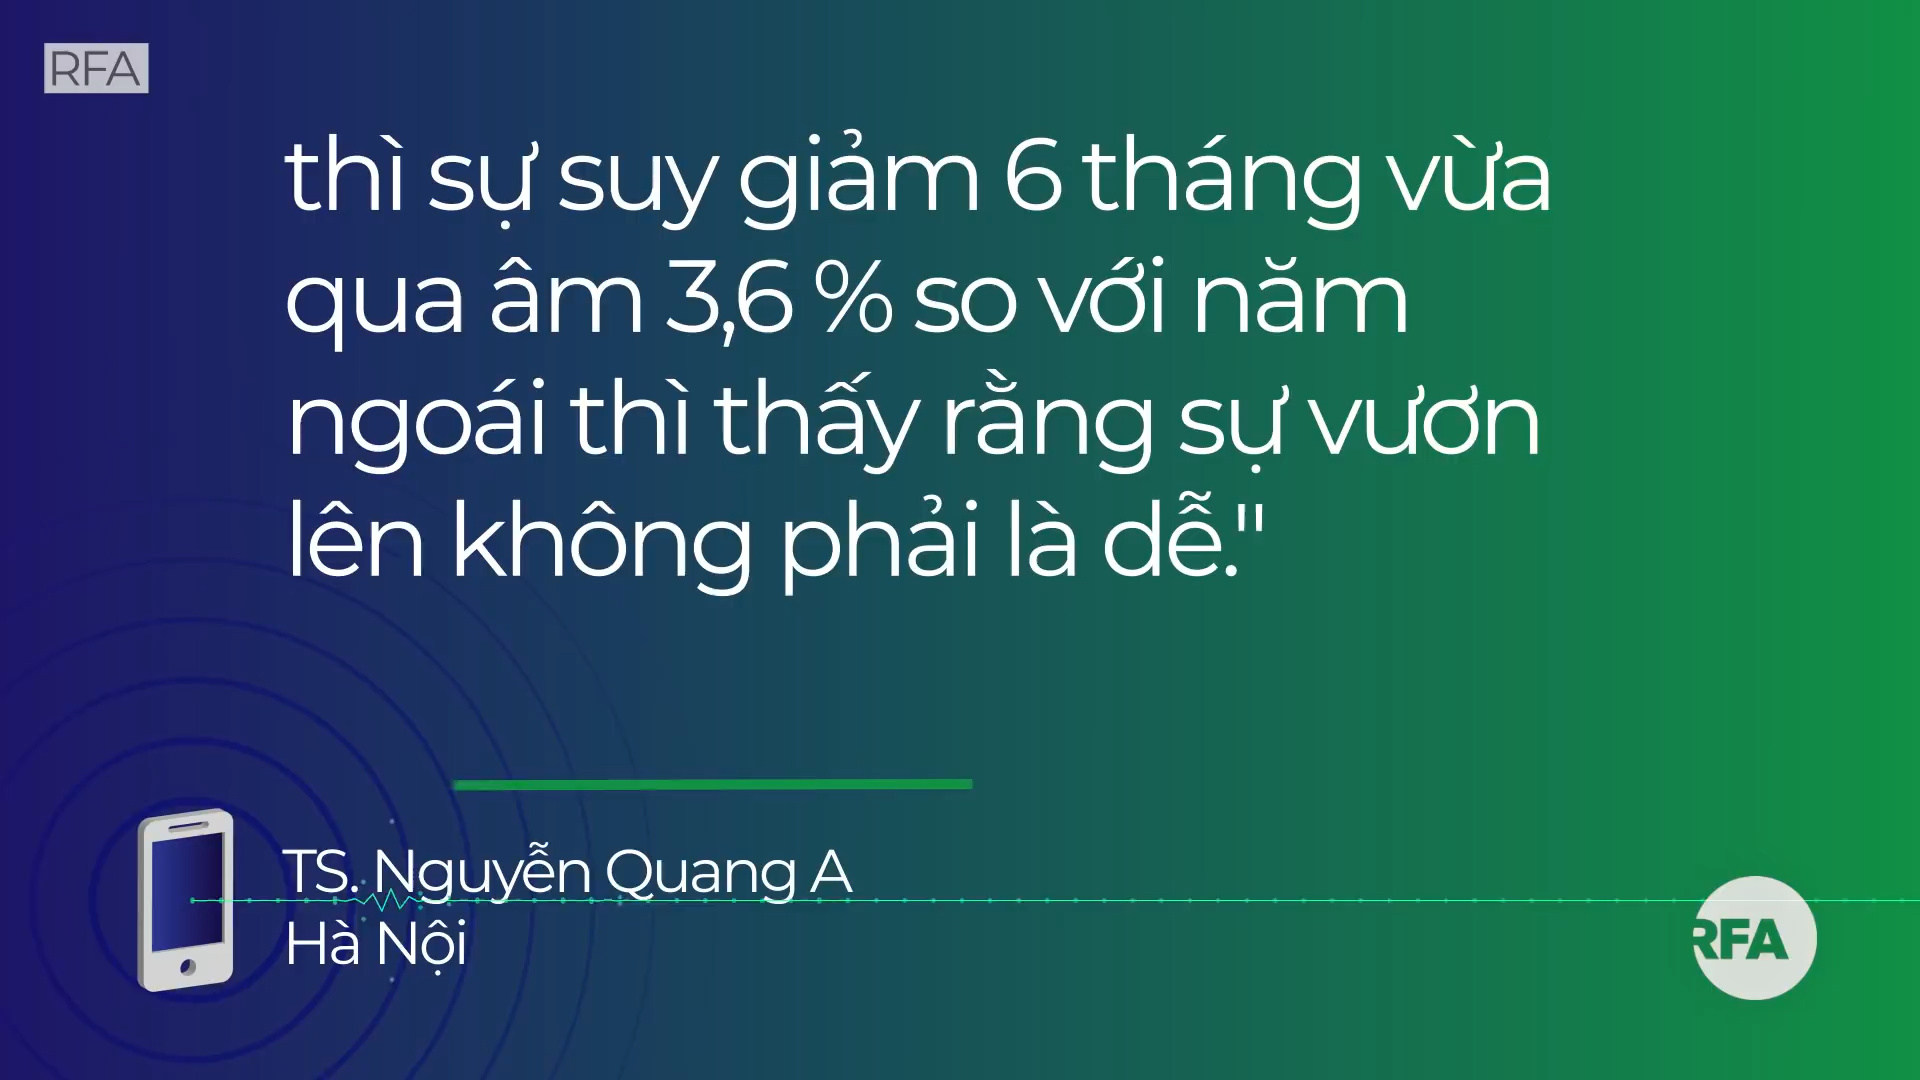 RFA
thì sự suy giảm 6 tháng vừa
qua âm 3,6 % so với năm
ngoái thì thấy rằng sự vươn
lên không phải là dễ."
TS. Nguyễn Quang A
Hà Nội
RFA